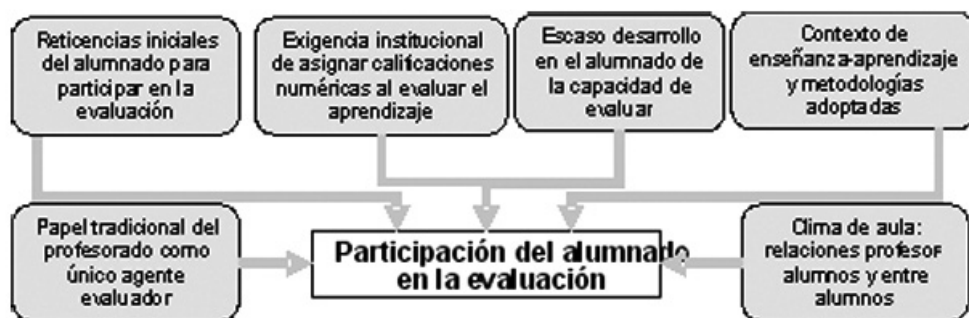 Reticencias iniciales
del alumnado para
participar en la
evaluación
Exigencia institucional
de asignar calificaciones
numéricas al evaluar el
aprendizaje
Escaso desarrollo
en el alumnado de
la capacidad de
evaluar
Contexto de
enseñanza-aprendizaje
y metodologías
adoptadas
Papel tradicional del
profesorado como
único agente
evaluador
Participación del alumnado
en la evaluación
Clima de aula:
relaciones profesor
alumnos y entre
alumnos